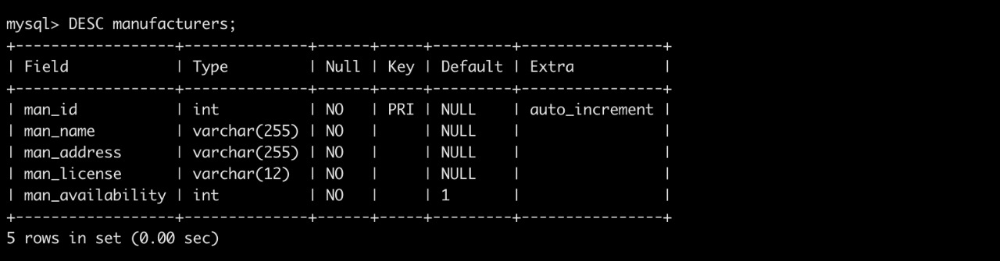 mysql> DESC manufacturers;
+------------------+--------------+------+-----+---------+----------------+
| Field            | Type         | Null | Key | Default | Extra          |
+------------------+--------------+------+-----+---------+----------------+
| man_id           | int          | NO   | PRI | NULL    | auto_increment |
| man_name         | varchar(255) | NO   |     | NULL    |                |
| man_address      | varchar(255) | NO   |     | NULL    |                |
| man_license      | varchar(12)  | NO   |     | NULL    |                |
| man_availability | int          | NO   |     | 1       |                |
+------------------+--------------+------+-----+---------+----------------+
5 rows in set (0.00 sec)